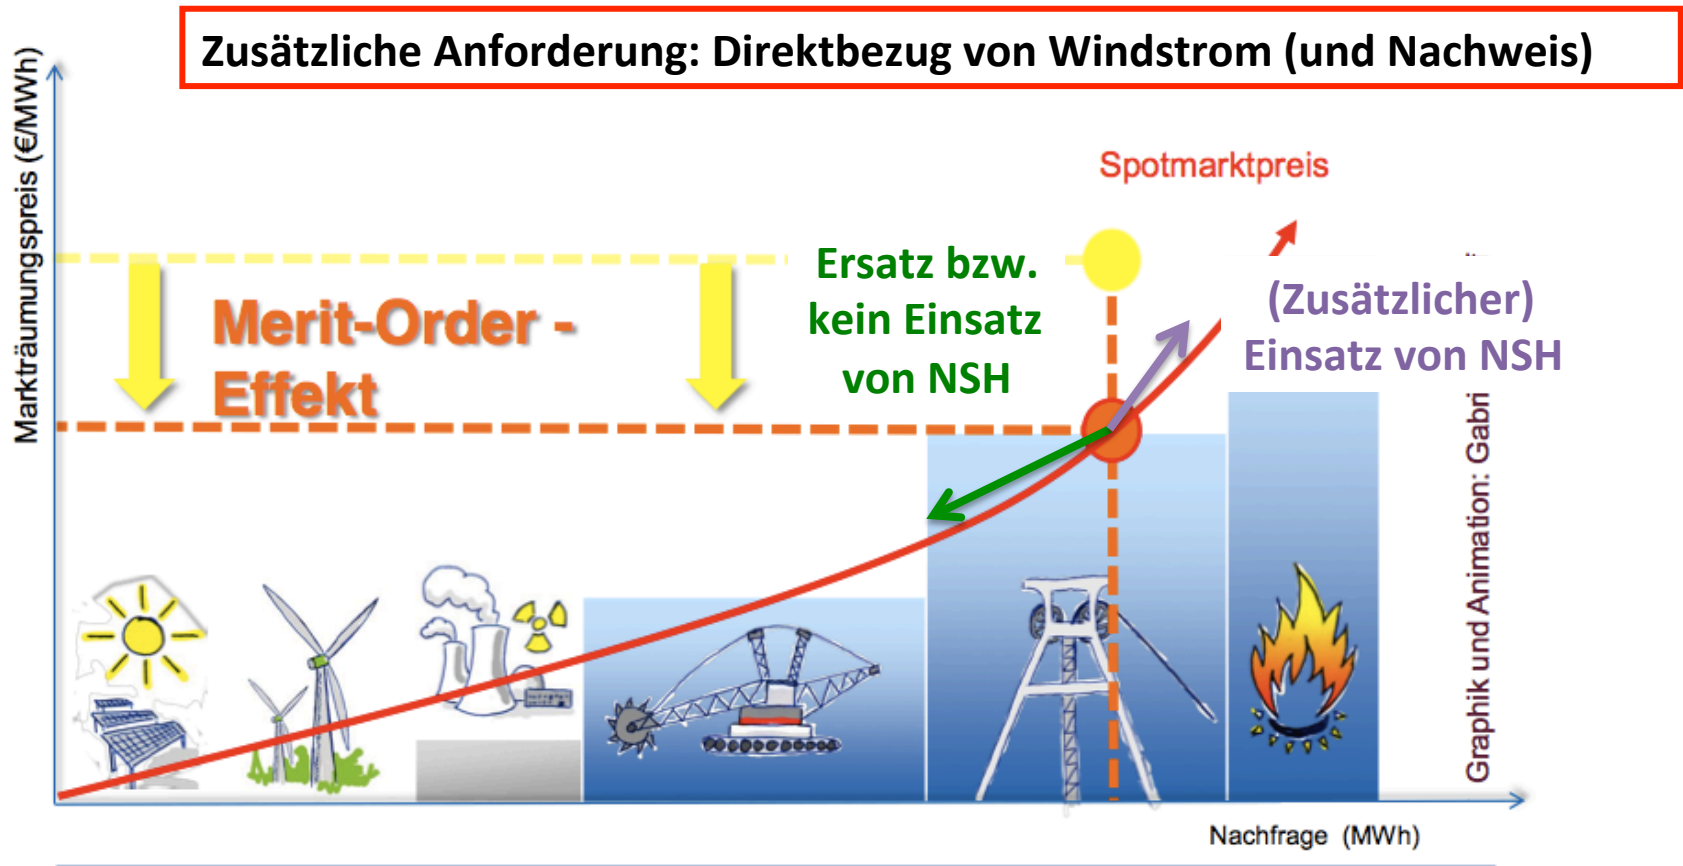 Zusätzliche Anforderung: Direktbezug von Windstrom (und Nachweis)
Markträumungspreis (€/MWh)
Spotmarktpreis
Merit-Order -
Effekt
Ersatz bzw.
kein Einsatz
von NSH
(Zusätzlicher)
Einsatz von NSH
Graphik und Animation: Gabri
Nachfrage (MWh)